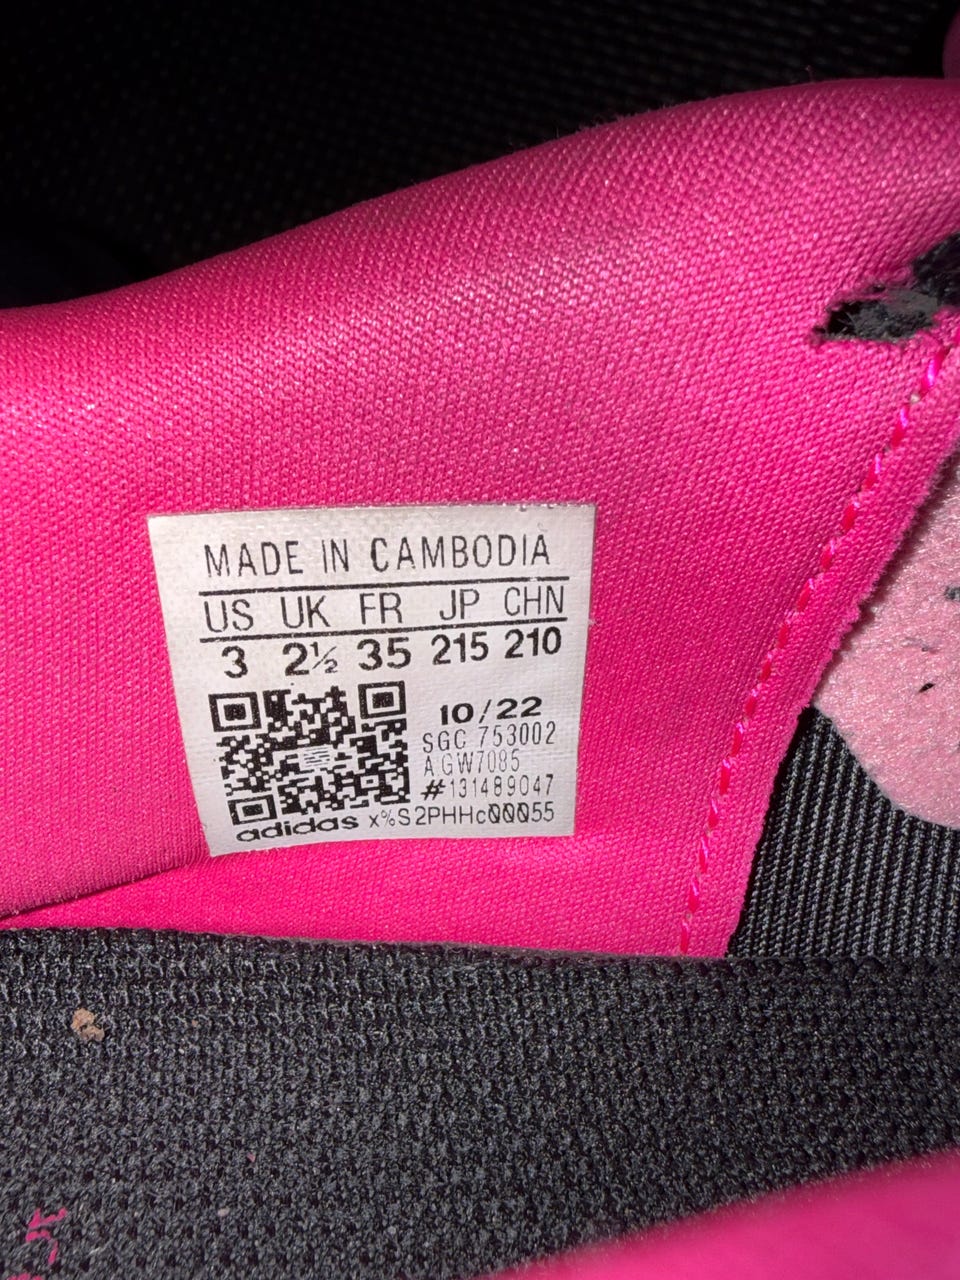 MADE IN CAMBODIA
US UK FR JP CHN
3 2½ 35 215 210
10/22
SGC 753002
A GW7085
#131489047
adidas x%S2PHHc00055